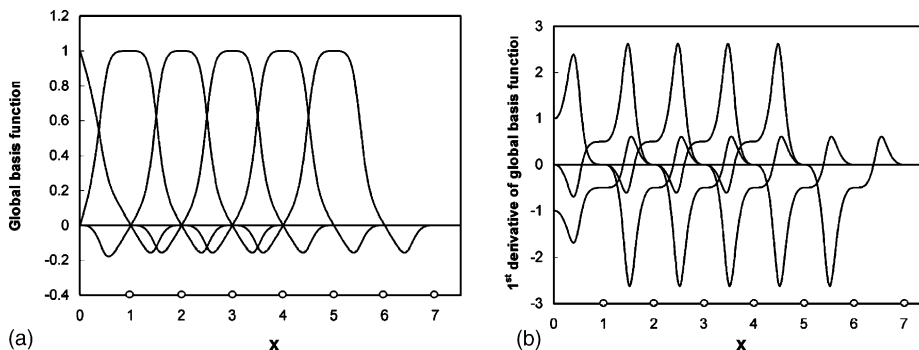 1.2
1
0.8
0.6
0.4
0.2
0
-0.2
-0.4
Global basis function
0 1 2 3 4 5 6 7
X
(a)
3
2
1
0
-1
-2
-3
1st derivative of global basis function
0 1 2 3 4 5 6 7
X
(b)